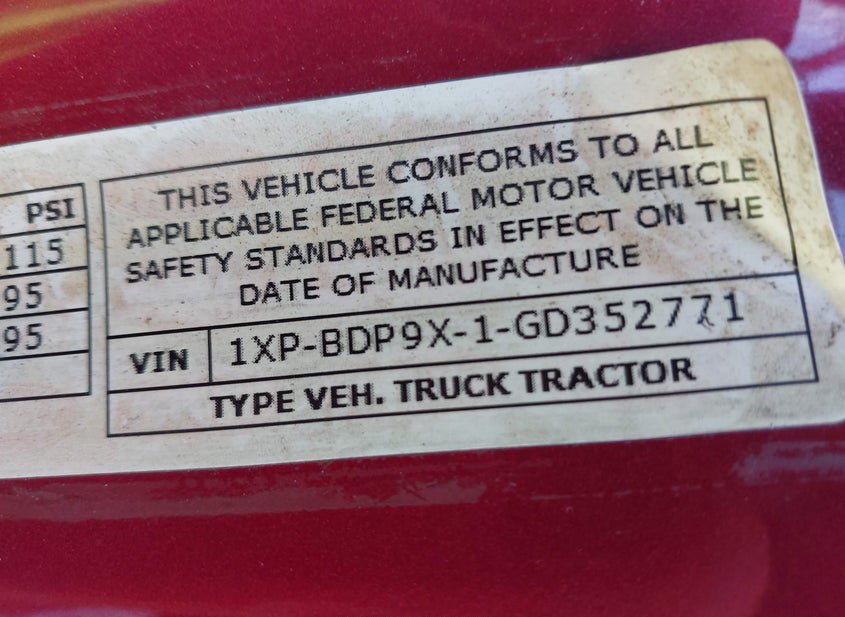 PSI
115
95
95
THIS VEHICLE CONFORMS TO ALL
APPLICABLE FEDERAL MOTOR VEHICLE
SAFETY STANDARDS IN EFFECT ON THE
DATE OF MANUFACTURE
VIN 1XP-BDP9X-1-GD352771
TYPE VEH. TRUCK TRACTOR